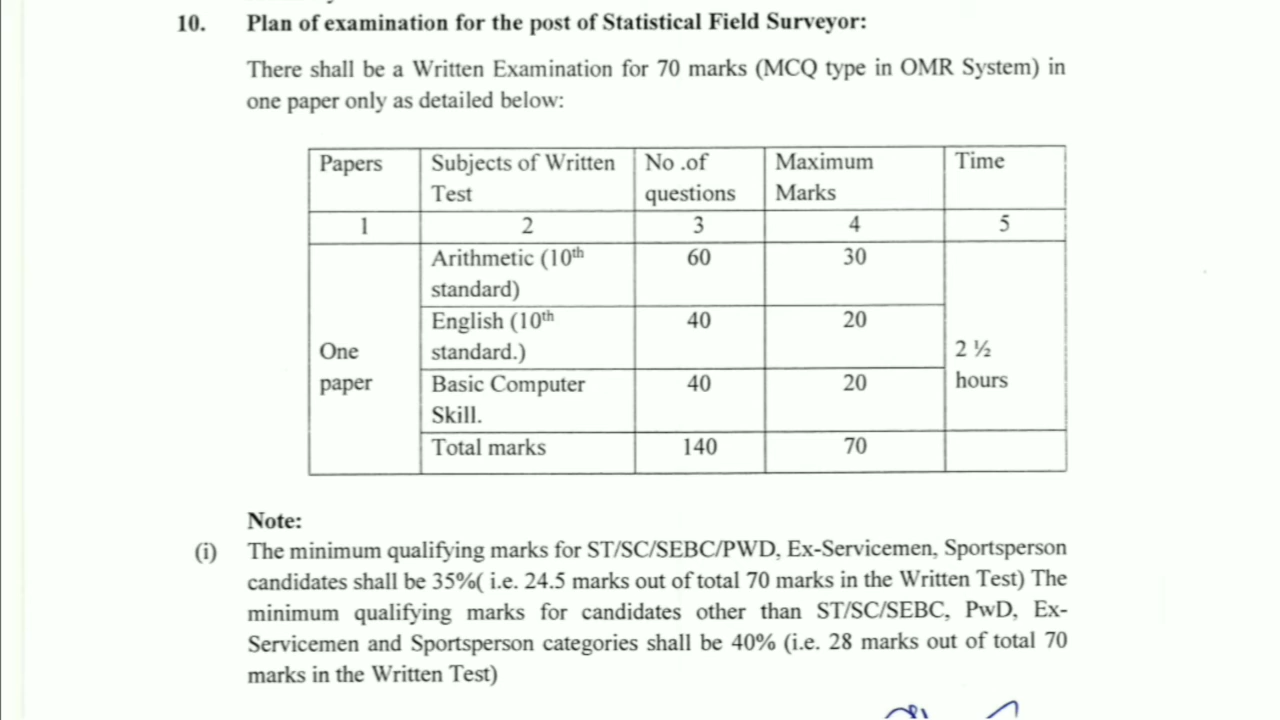 10. Plan of examination for the post of Statistical Field Surveyor:
There shall be a Written Examination for 70 marks (MCQ type in OMR System) in
one paper only as detailed below:
Papers Subjects of Written Test No .of questions Maximum Marks Time
1 2 3 4 5
One paper
Arithmetic (10th standard) 60 30
English (10th standard.) 40 20
2 ½ hours
Basic Computer Skill. 40 20
Total marks 140 70
Note:
(i) The minimum qualifying marks for ST/SC/SEBC/PWD, Ex-Servicemen, Sportsperson
candidates shall be 35%( i.e. 24.5 marks out of total 70 marks in the Written Test) The
minimum qualifying marks for candidates other than ST/SC/SEBC, PwD, Ex-
Servicemen and Sportsperson categories shall be 40% (i.e. 28 marks out of total 70
marks in the Written Test)